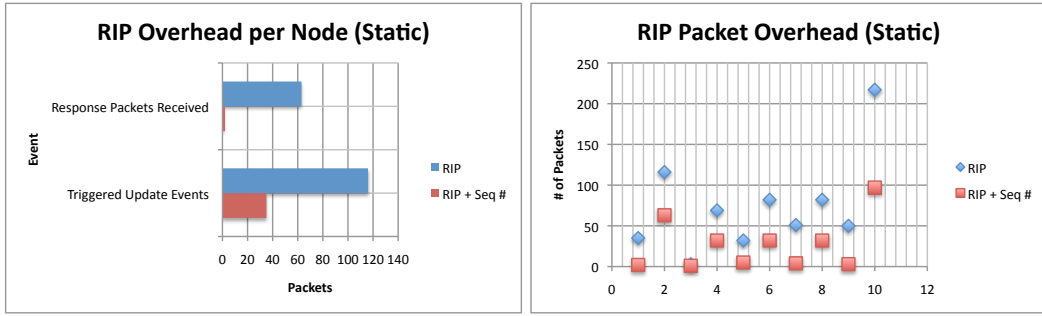 RIP Overhead per Node (Static)
Event
Response Packets Received
Triggered Update Events
0 20 40 60 80 100 120 140
Packets
RIP
RIP + Seq #
RIP Packet Overhead (Static)
# of Packets
250
200
150
100
50
0
0 2 4 6 8 10 12
RIP
RIP + Seq #